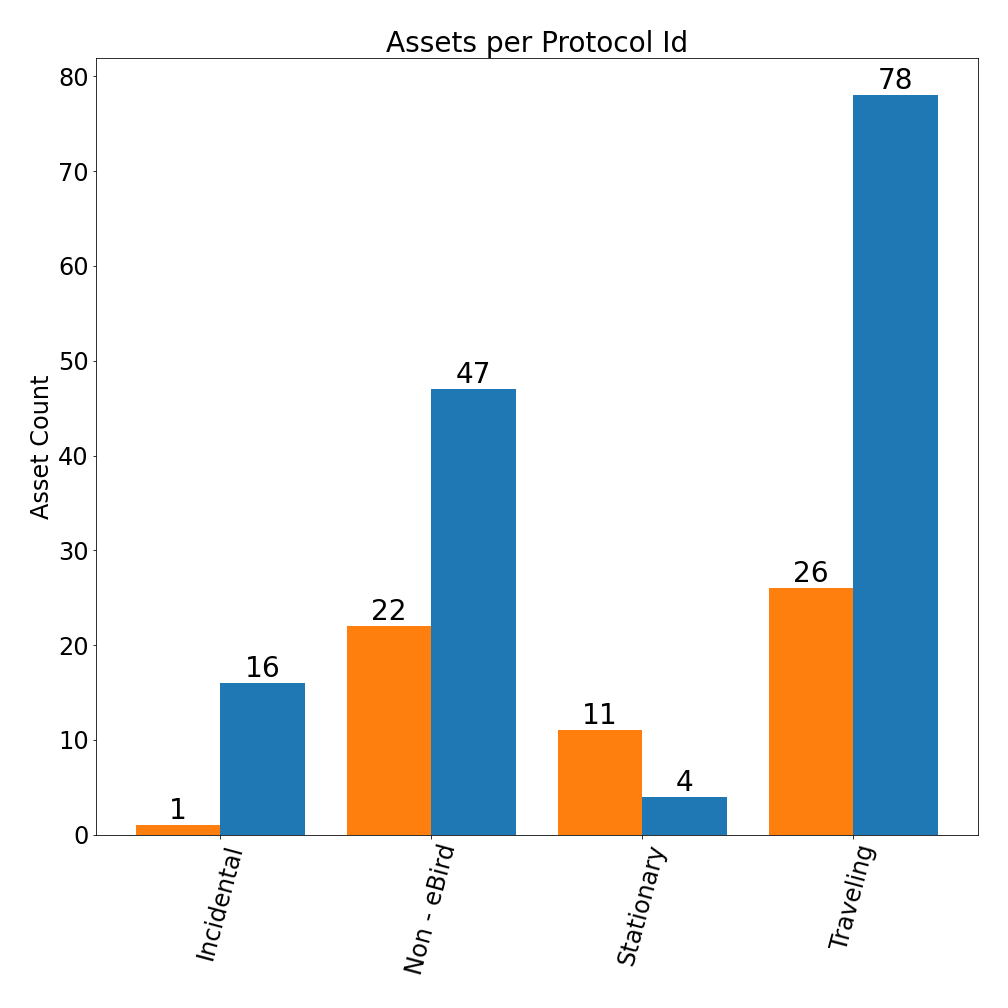 Assets per Protocol Id
Asset Count
80
70
60
50
40
30
20
10
0
1
16
22
47
11
4
26
78
Incidental
Non - eBird
Stationary
Traveling